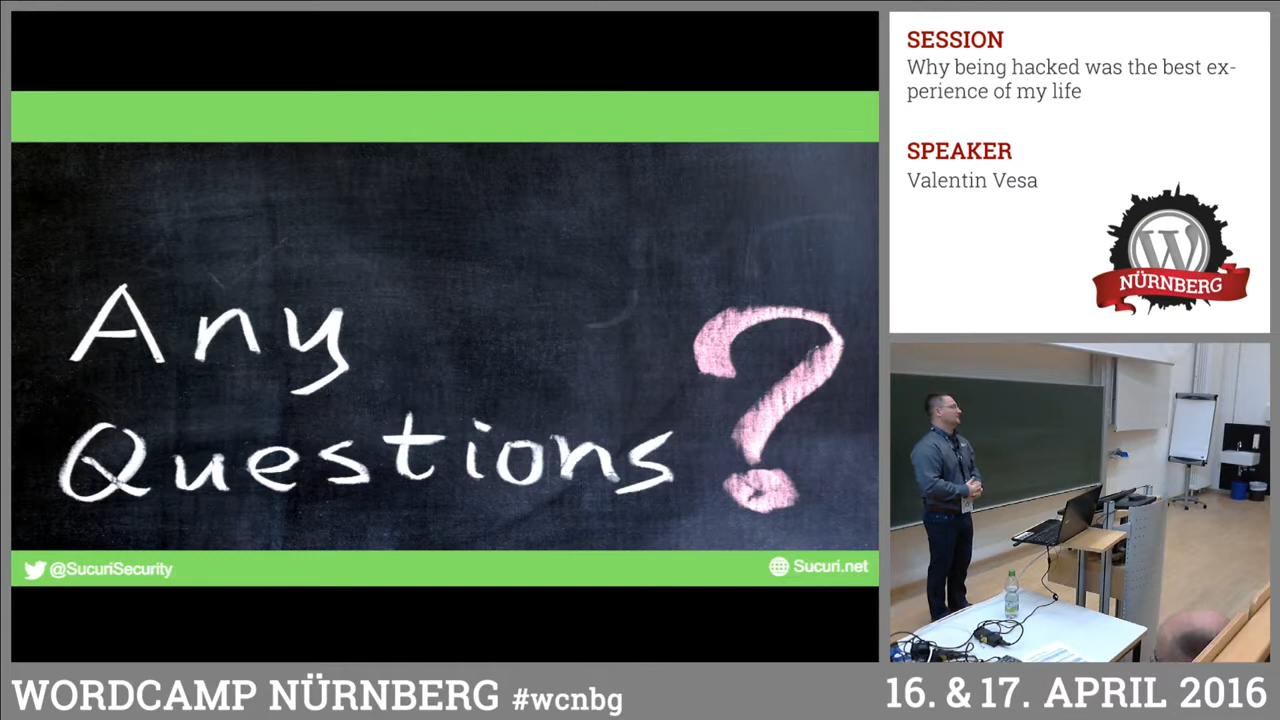 Any
Questions?
@SucuriSecurity
Sucuri.net
SESSION
Why being hacked was the best ex-
perience of my life
SPEAKER
Valentin Vesa
W
NÜRNBERG
WORDCAMP NÜRNBERG #wcnbg
16. & 17. APRIL 2016